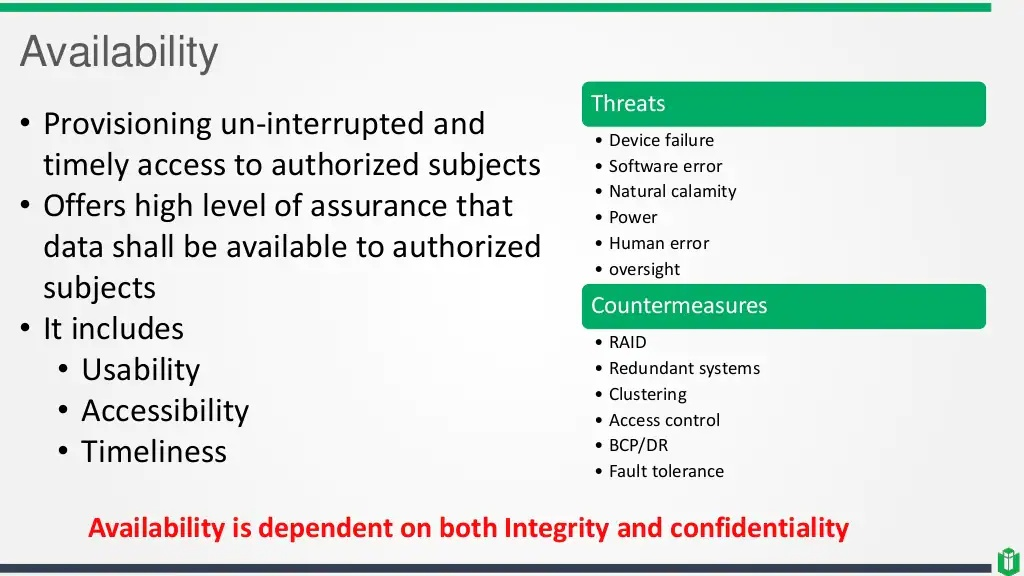 Availability
• Provisioning un-interrupted and
timely access to authorized subjects
• Offers high level of assurance that
data shall be available to authorized
subjects
• It includes
• Usability
• Accessibility
• Timeliness
Threats
• Device failure
• Software error
• Natural calamity
• Power
• Human error
• oversight
Countermeasures
• RAID
• Redundant systems
• Clustering
• Access control
• BCP/DR
• Fault tolerance
Availability is dependent on both Integrity and confidentiality